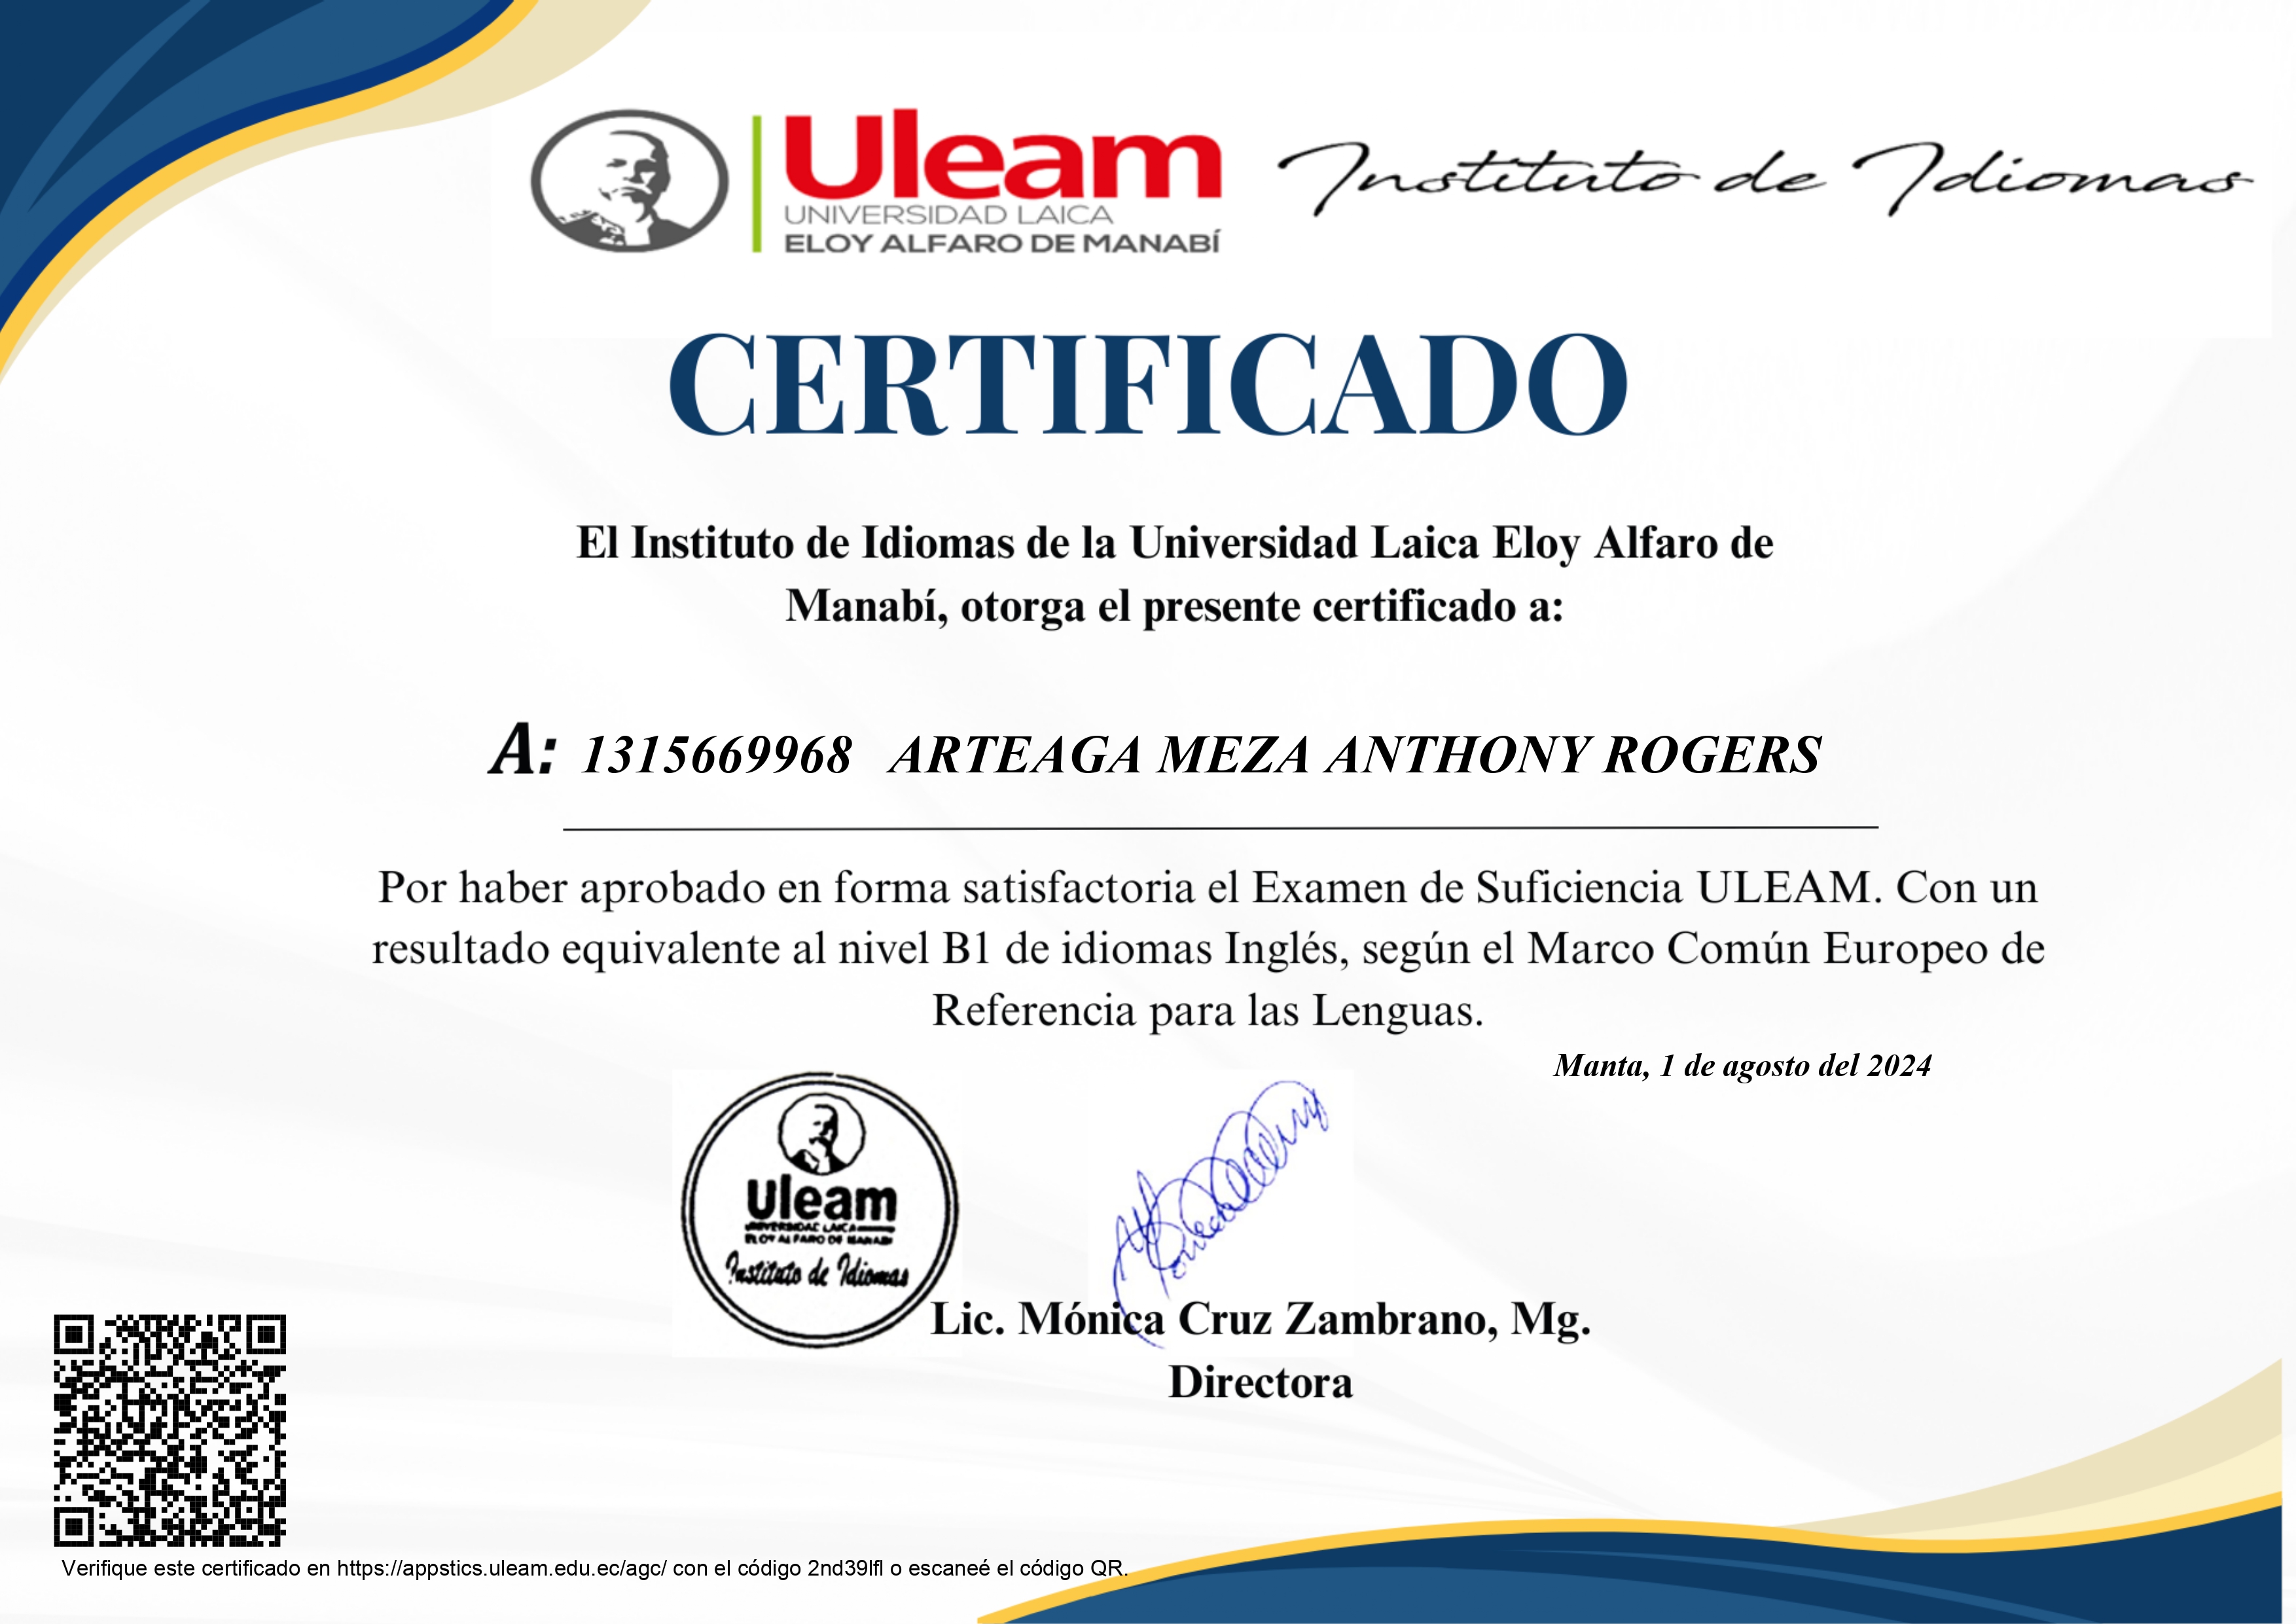 Uleam
UNIVERSIDAD LAICA
ELOY ALFARO DE MANABÍ
Instituto de Idiomas
CERTIFICADO
El Instituto de Idiomas de la Universidad Laica Eloy Alfaro de
Manabí, otorga el presente certificado a:
A: 1315669968 ARTEAGA MEZA ANTHONY ROGERS
Por haber aprobado en forma satisfactoria el Examen de Suficiencia ULEAM. Con un
resultado equivalente al nivel B1 de idiomas Inglés, según el Marco Común Europeo de
Referencia para las Lenguas.
Manta, 1 de agosto del 2024
Uleam
UNIVERSIDAD LAICA
ELOY ALFARO DE MANABI
Instituto de Idiomas
Lic. Mónica Cruz Zambrano, Mg.
Directora
Verifique este certificado en https://appstics.uleam.edu.ec/agc/ con el código 2nd39lfl o escaneé el código QR.